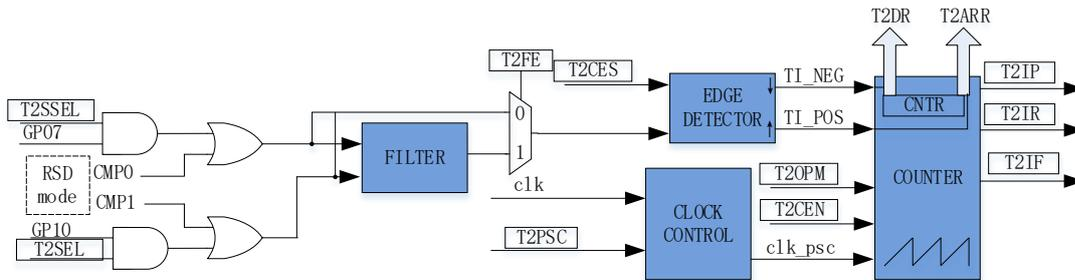 T2DR T2ARR
T2FE
T2CES
TI_NEG
T2IP
T2SSEL
GP07
0
EDGE
DETECTOR
CNTR
T2IR
TI_POS
FILTER
1
T2IF
RSD
mode
CMP0
CMP1
clk
T2OPM
COUNTER
CLOCK
CONTROL
T2CEN
GP10
T2SEL
T2PSC
clk_psc